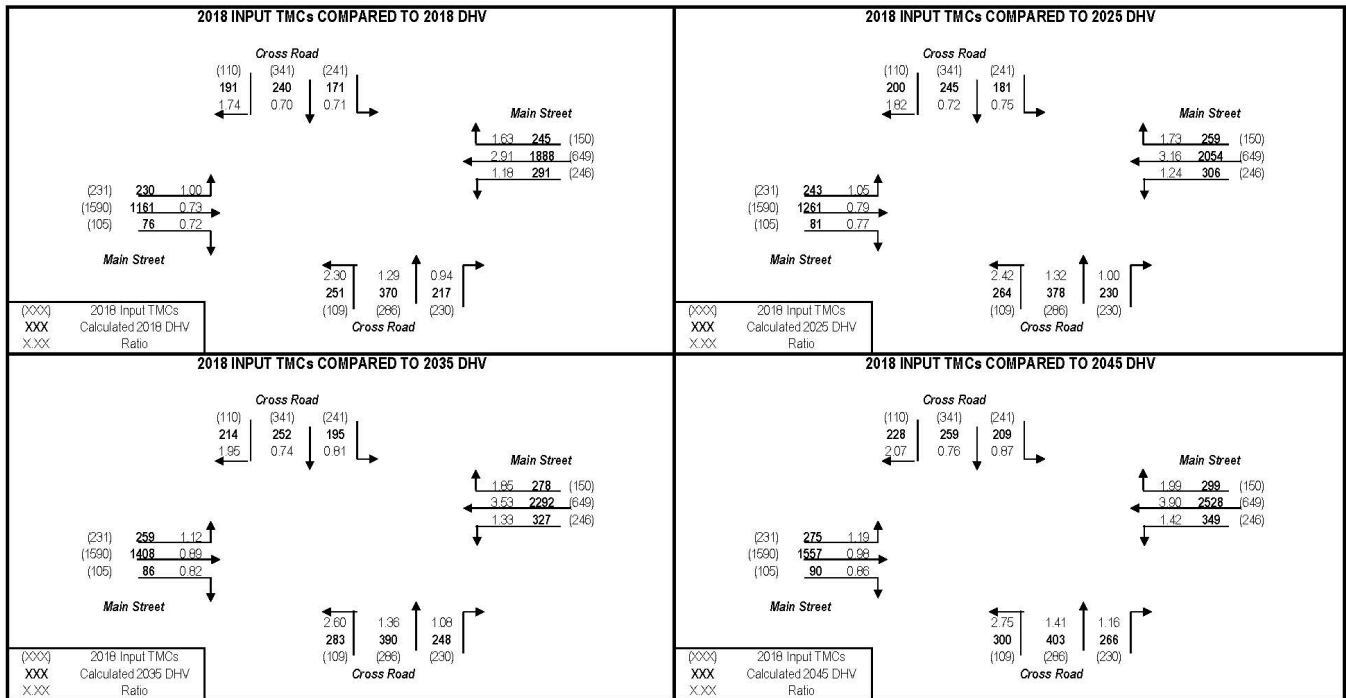 2018 INPUT TMCs COMPARED TO 2018 DHV
Cross Road
(110) (341) (241)
191 240 171
1.74 0.70 0.71
Main Street
1.63 245 (150)
2.91 1888 (649)
1.18 291 (246)
(231) 230 1.00
(1590) 1161 0.73
(105) 76 0.72
Main Street
2.30 1.29 0.94
251 370 217
(109) (286) (230)
Cross Road
(XXX) 2018 Input TMCs
XXX Calculated 2018 DHV
X.XX Ratio
2018 INPUT TMCs COMPARED TO 2025 DHV
Cross Road
(110) (341) (241)
200 245 181
1.82 0.72 0.75
Main Street
1.73 259 (150)
3.16 2054 (649)
1.24 306 (246)
(231) 243 1.05
(1590) 1261 0.79
(105) 81 0.77
Main Street
2.42 1.32 1.00
264 378 230
(109) (286) (230)
Cross Road
(XXX) 2018 Input TMCs
XXX Calculated 2025 DHV
X.XX Ratio
2018 INPUT TMCs COMPARED TO 2035 DHV
Cross Road
(110) (341) (241)
214 252 195
1.95 0.74 0.81
Main Street
1.85 278 (150)
3.53 2292 (649)
1.33 327 (246)
(231) 259 1.12
(1590) 1408 0.89
(105) 86 0.82
Main Street
2.60 1.36 1.08
283 390 248
(109) (286) (230)
Cross Road
(XXX) 2018 Input TMCs
XXX Calculated 2035 DHV
X.XX Ratio
2018 INPUT TMCs COMPARED TO 2045 DHV
Cross Road
(110) (341) (241)
228 259 209
2.07 0.76 0.87
Main Street
1.99 299 (150)
3.90 2528 (649)
1.42 349 (246)
(231) 275 1.19
(1590) 1557 0.98
(105) 90 0.86
Main Street
2.75 1.41 1.16
300 403 266
(109) (286) (230)
Cross Road
(XXX) 2018 Input TMCs
XXX Calculated 2045 DHV
X.XX Ratio